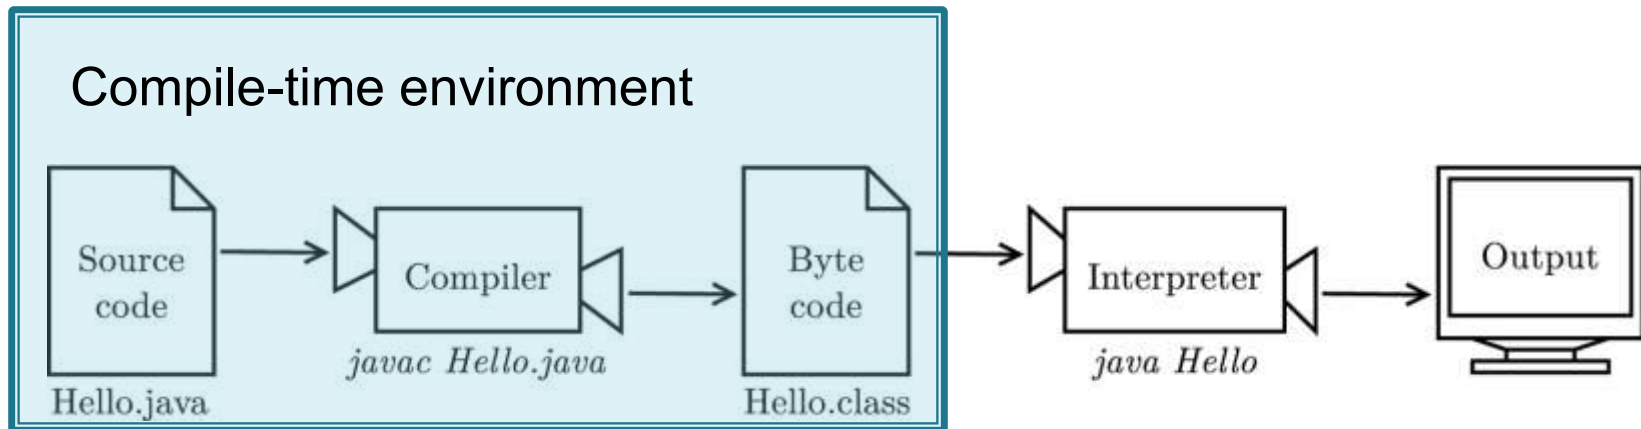 Compile-time environment
Source
code
Hello.java
Compiler
javac Hello.java
Byte
code
Hello.class
Interpreter
java Hello
Output